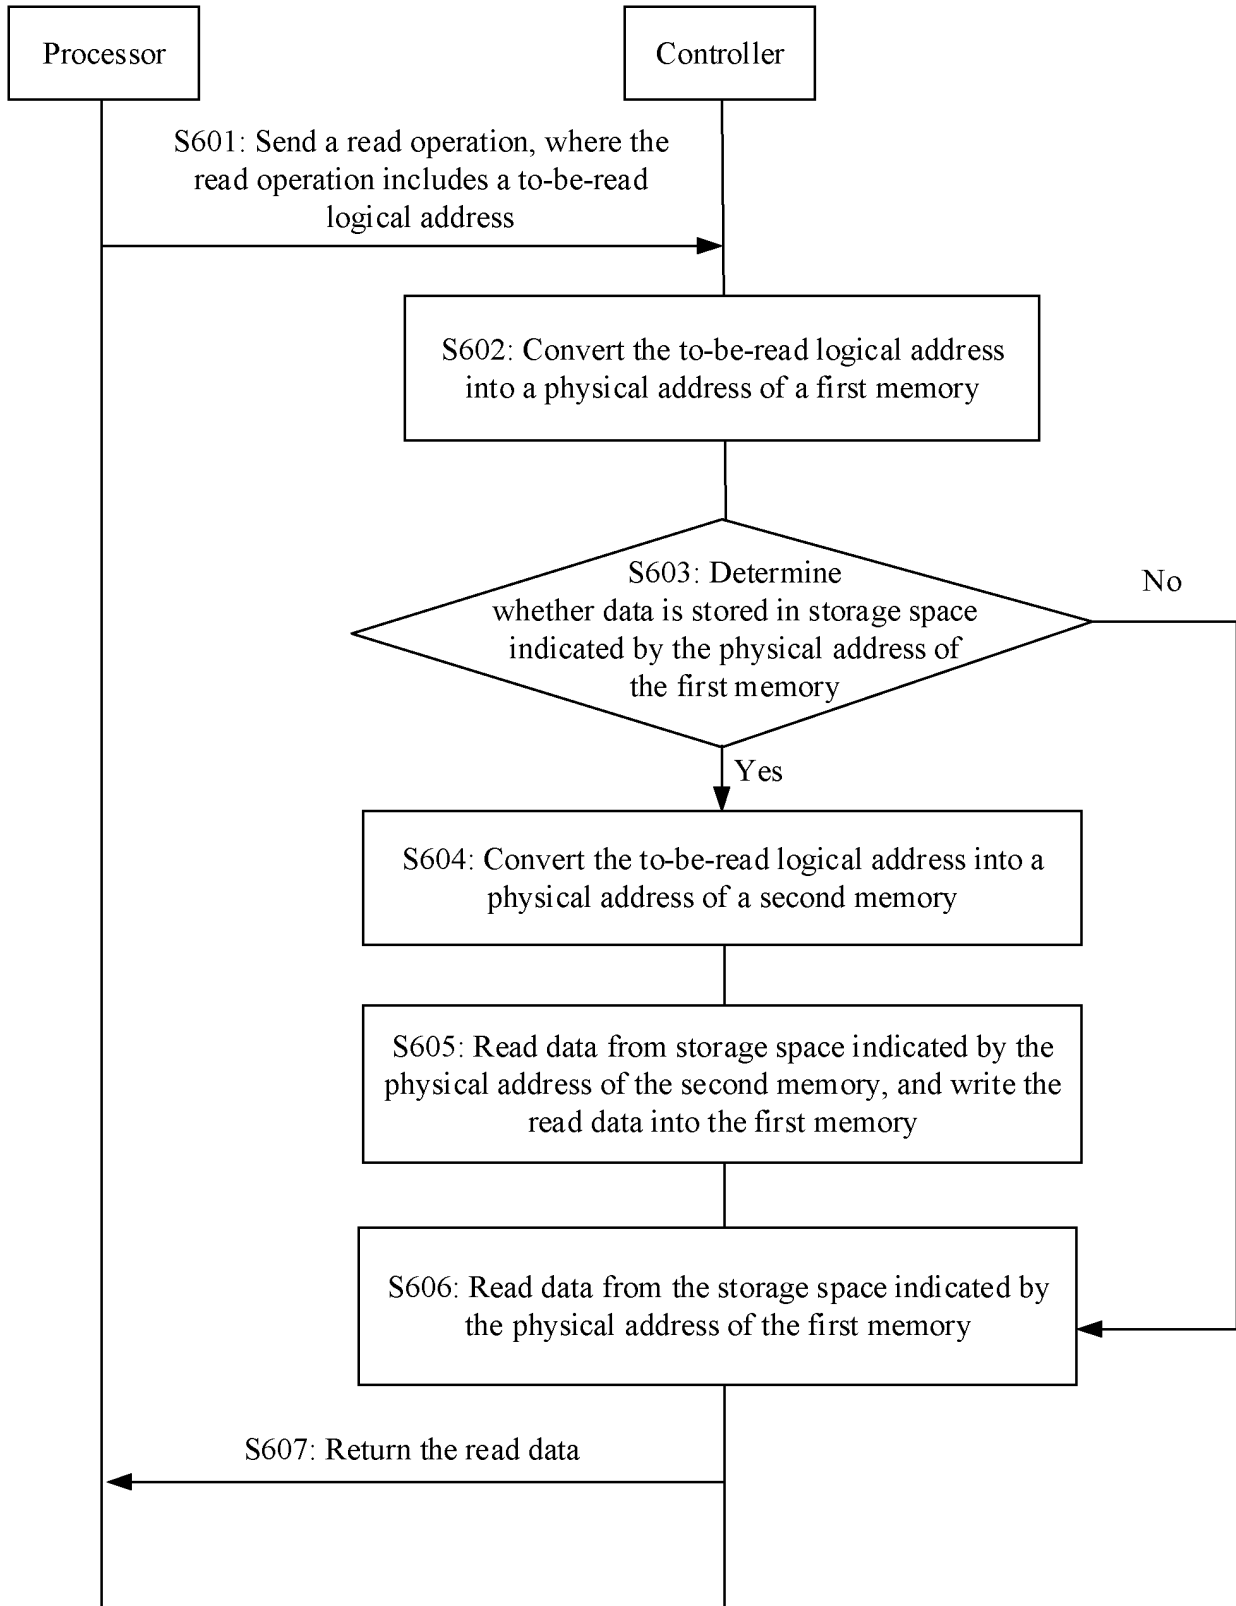 Processor
Controller
S601: Send a read operation, where the
read operation includes a to-be-read
logical address
S602: Convert the to-be-read logical address
into a physical address of a first memory
S603: Determine
whether data is stored in storage space
indicated by the physical address of
the first memory
No
Yes
S604: Convert the to-be-read logical address into a
physical address of a second memory
S605: Read data from storage space indicated by the
physical address of the second memory, and write the
read data into the first memory
S606: Read data from the storage space indicated by
the physical address of the first memory
S607: Return the read data